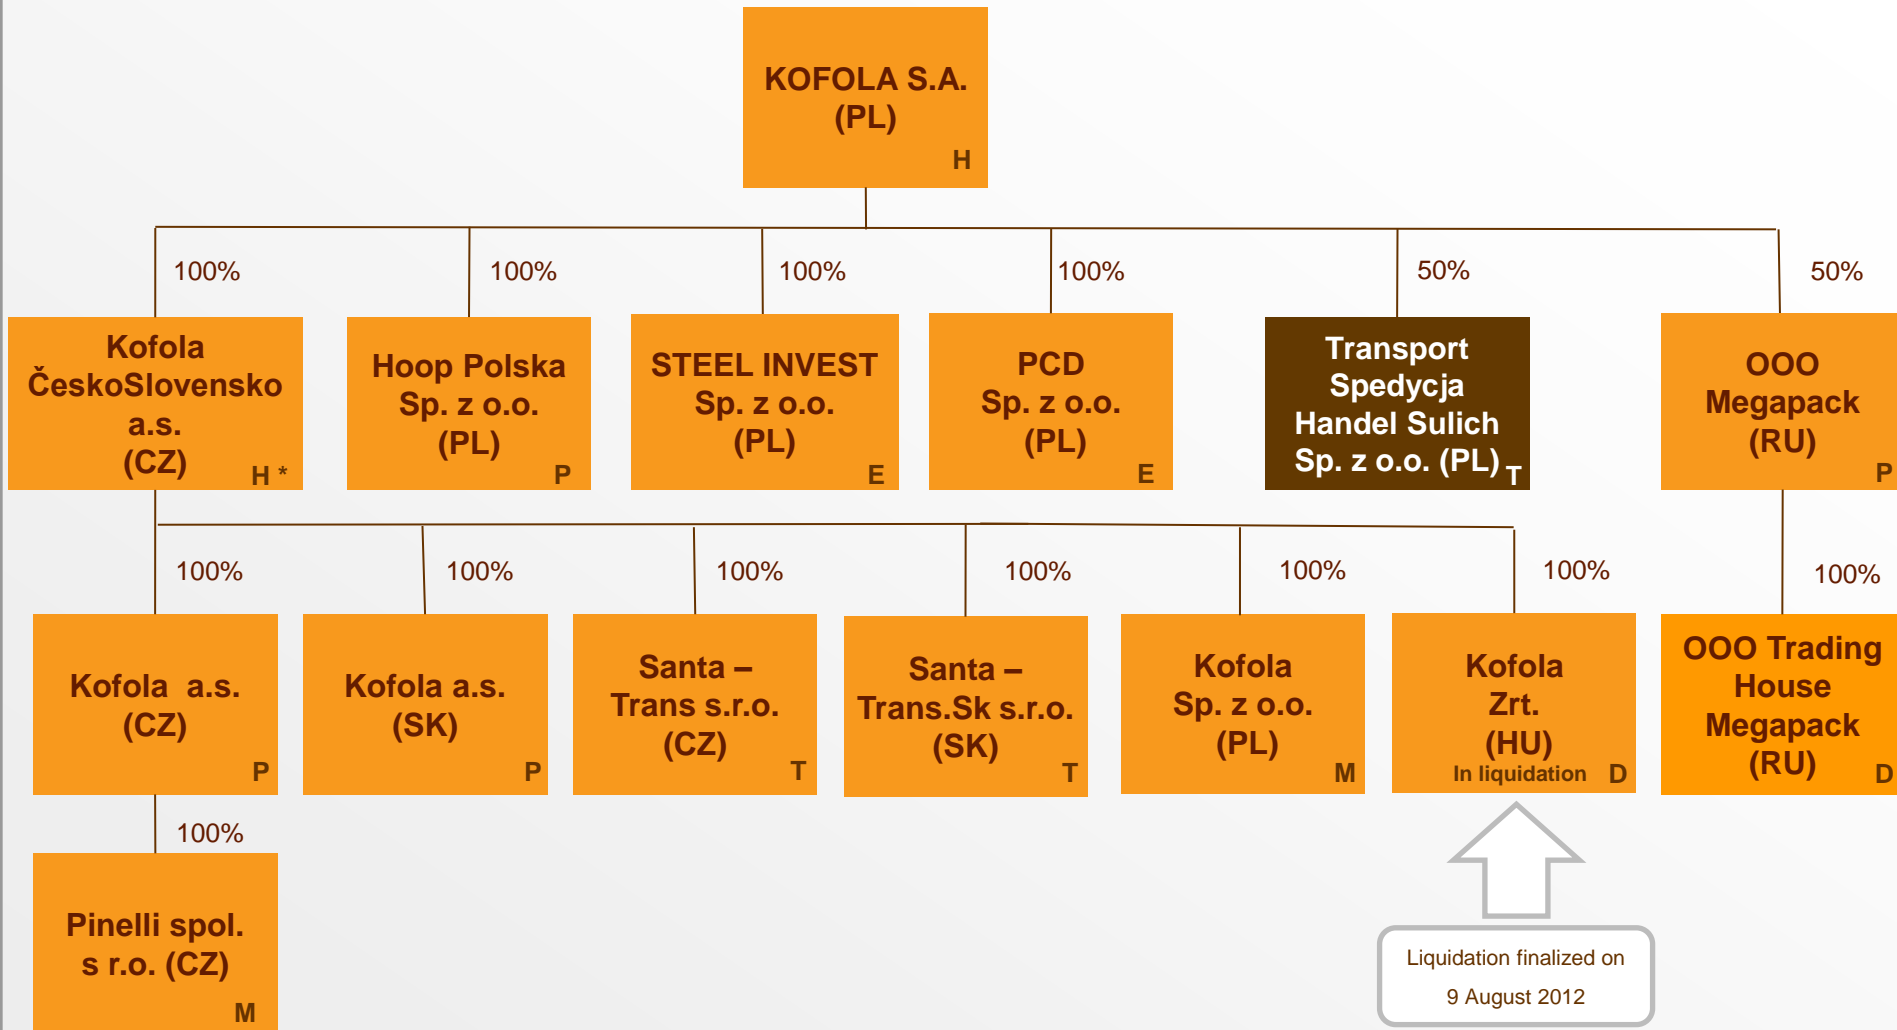 KOFOLA S.A.
(PL)
H
100%
100%
100%
100%
50%
50%
Kofola
ČeskoSlovensko
a.s.
(CZ)
H *
Hoop Polska
Sp. z o.o.
(PL)
P
STEEL INVEST
Sp. z o.o.
(PL)
E
PCD
Sp. z o.o.
(PL)
E
Transport
Spedycja
Handel Sulich
Sp. z o.o. (PL)
T
OOO
Megapack
(RU)
P
100%
100%
100%
100%
100%
100%
100%
Kofola a.s.
(CZ)
P
Kofola a.s.
(SK)
P
Santa –
Trans s.r.o.
(CZ)
T
Santa –
Trans.Sk s.r.o.
(SK)
T
Kofola
Sp. z o.o.
(PL)
M
Kofola
Zrt.
(HU)
In liquidation D
OOO Trading
House
Megapack
(RU)
D
100%
Pinelli spol.
s r.o. (CZ)
M
Liquidation finalized on
9 August 2012